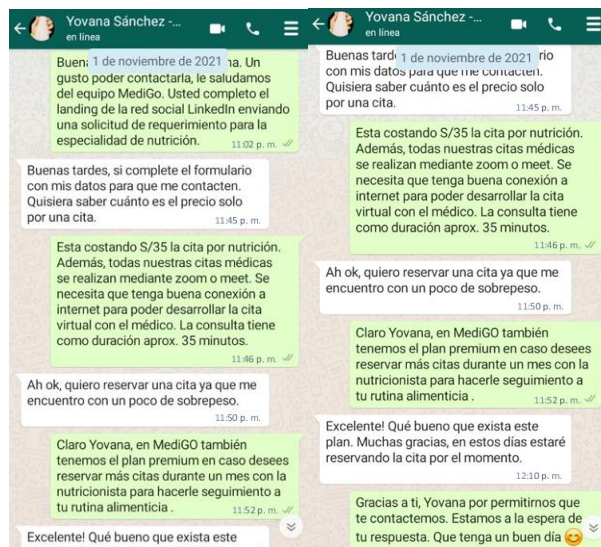 Yovana Sánchez -...
en línea
1 de noviembre de 2021
Buen na. Un
gusto poder contactarla, le saludamos
del equipo MediGo. Usted completo el
landing de la red social LinkedIn enviando
una solicitud de requerimiento para la
especialidad de nutrición. 11:02 p. m.
Buenas tardes, si complete el formulario
con mis datos para que me contacten.
Quisiera saber cuánto es el precio solo
por una cita. 11:45 p. m.
Esta costando S/35 la cita por nutrición.
Además, todas nuestras citas médicas
se realizan mediante zoom o meet. Se
necesita que tenga buena conexión a
internet para poder desarrollar la cita
virtual con el médico. La consulta tiene
como duración aprox. 35 minutos.
11:46 p. m.
Ah ok, quiero reservar una cita ya que me
encuentro con un poco de sobrepeso.
11:50 p. m.
Claro Yovana, en MediGO también
tenemos el plan premium en caso desees
reservar más citas durante un mes con la
nutricionista para hacerle seguimiento a
tu rutina alimenticia . 11:52 p. m.
Excelente! Qué bueno que exista este
Yovana Sánchez -...
en línea
1 de noviembre de 2021
Buenas tard rio
con mis datos para que me contacten.
Quisiera saber cuánto es el precio solo
por una cita. 11:45 p. m.
Esta costando S/35 la cita por nutrición.
Además, todas nuestras citas médicas
se realizan mediante zoom o meet. Se
necesita que tenga buena conexión a
internet para poder desarrollar la cita
virtual con el médico. La consulta tiene
como duración aprox. 35 minutos.
11:46 p. m.
Ah ok, quiero reservar una cita ya que me
encuentro con un poco de sobrepeso.
11:50 p. m.
Claro Yovana, en MediGO también
tenemos el plan premium en caso desees
reservar más citas durante un mes con la
nutricionista para hacerle seguimiento a
tu rutina alimenticia . 11:52 p. m.
Excelente! Qué bueno que exista este
plan. Muchas gracias, en estos días estaré
reservando la cita por el momento.
12:10 p. m.
Gracias a ti, Yovana por permitirnos que
te contactemos. Estamos a la espera de
tu respuesta. Que tenga un buen día 😊